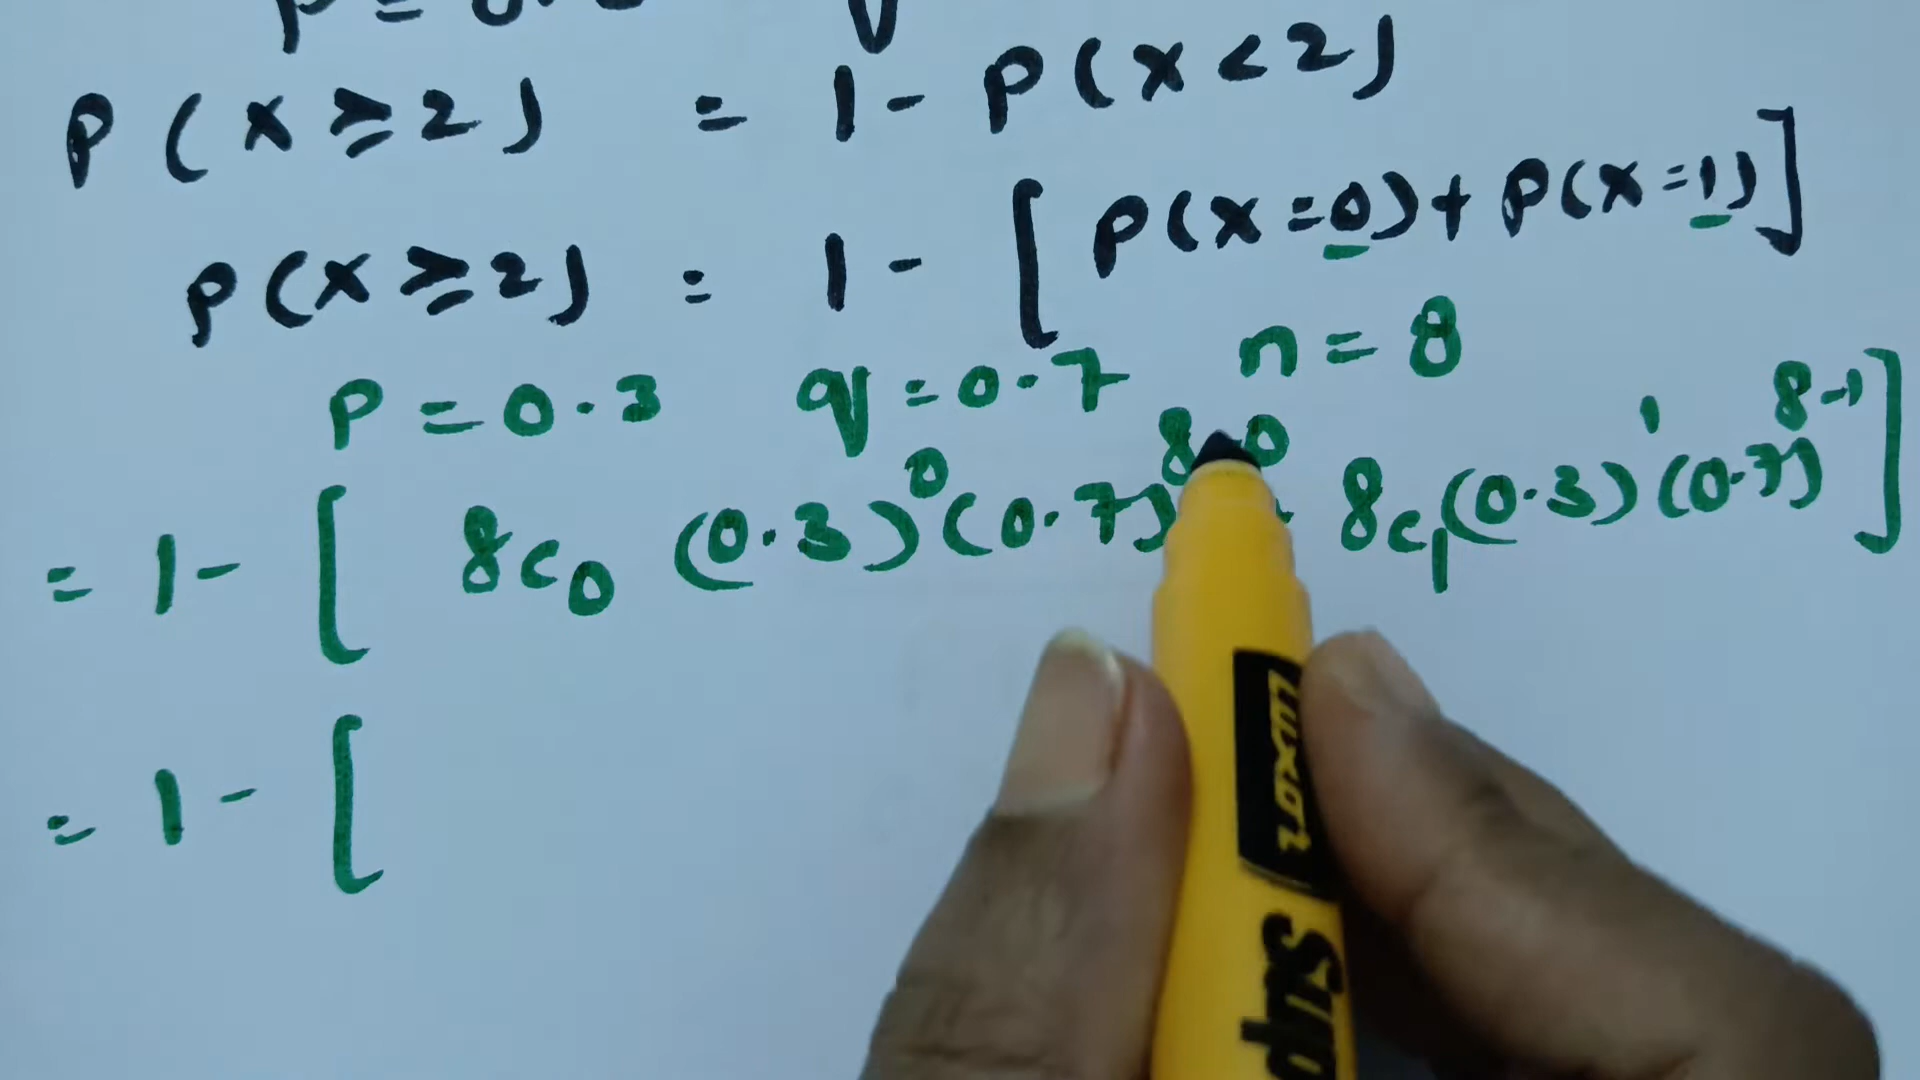 P(x≥2) = 1 - P(x<2)
P(x≥2) = 1 - [P(x=0) + P(x=1)]
P = 0.3 q = 0.7 n = 8
= 1 - [8c₀ (0.3)⁰ (0.7)⁸⁻⁰ 8c₁ (0.3)¹ (0.7)⁸⁻¹]
= 1 - [
LUXOR
Sup